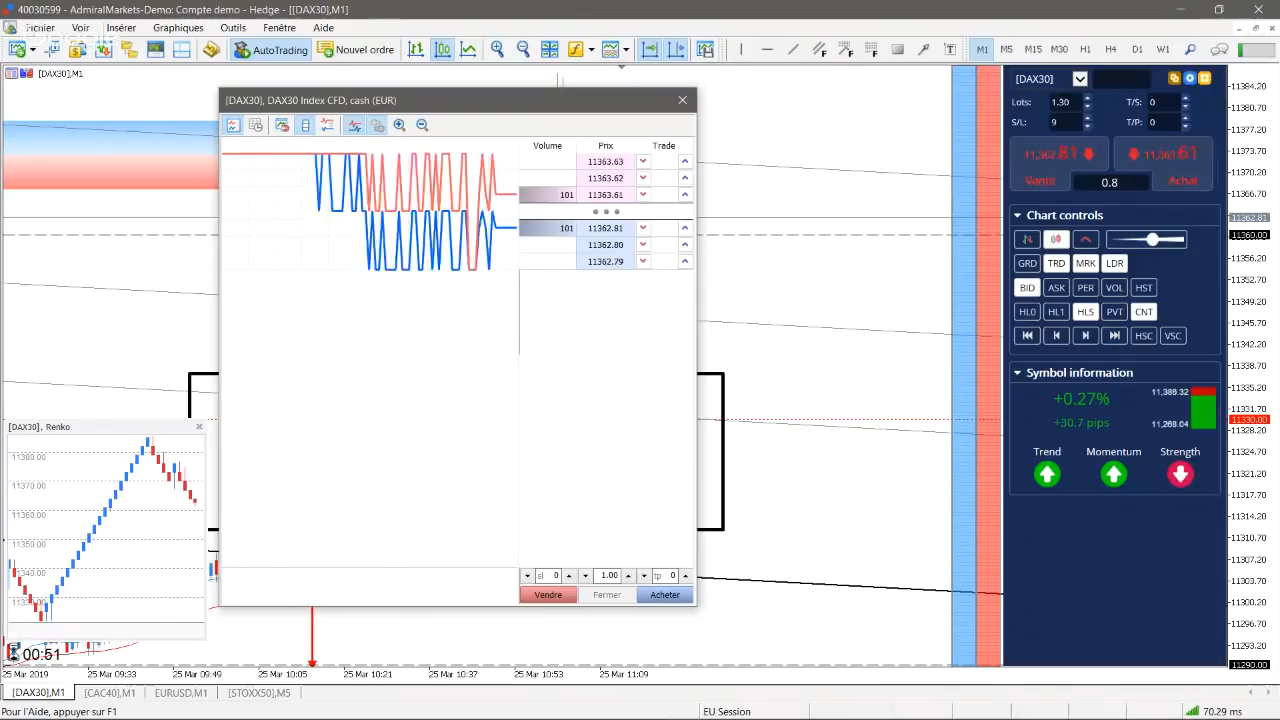 40030599 - AdmiralMarkets-Demo: Compte demo - Hedge - [[DAX30],M1]
Fichier Voir Insérer Graphiques Outils Fenêtre Aide
AutoTrading Nouvel ordre M1 M5 M15 M30 H1 H4 D1 W1
[DAX30],M1
[DAX30], DAX30 Index CFD, cash (EUR)
Volume Prix Trade
11363.63
11363.62
101 11363.61
101 11362.81
11362.80
11362.79
sl 0 1.00 tp 0
Vendre Fermer Acheter
[DAX30], Renko
11380.00
11370.00
11360.00
11350.00
11340.00
00:51
[DAX30]
Lots: 1.30 T/S: 0
S/L: 9 T/P: 0
11,362.81 11,363.61
Vente 0.8 Achat
Chart controls
GRD TRD MRK LDR
BID ASK PER VOL HST
HL0 HL1 HLS PVT CNT
HSC VSC
Symbol information
+0.27% 11,386.32
+30.7 pips 11,268.04
Trend Momentum Strength
11384.20
11380.70
11377.20
11373.70
11370.20
11366.70
11362.81
11360.00
11356.20
11352.70
11349.20
11345.70
11342.20
11338.70
11335.20
11331.70
11330.00
11328.20
11324.70
11321.20
11317.70
11314.20
11310.70
11307.20
11303.70
11300.20
11296.70
11293.20
11290.00
25 Mar 2019 25 Mar 09:33 25 Mar 09:49 25 Mar 10:05 25 Mar 10:21 25 Mar 10:37 25 Mar 10:53 25 Mar 11:09
[DAX30],M1 [CAC40],M1 EURUSD,M1 [STOXX50],M5
Pour l'Aide, appuyer sur F1 EU Session 70.29 ms